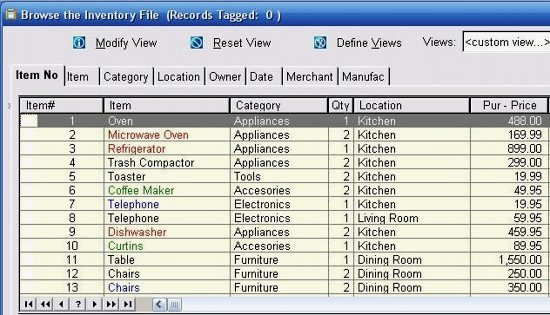 Browse the Inventory File (Records Tagged: 0 )
Modify View Reset View Define Views Views: <custom view...>
Item No Item Category Location Owner Date Merchant Manufac
Item# Item Category Qty Location Pur - Price
1 Oven Appliances 1 Kitchen 488.00
2 Microwave Oven Appliances 2 Kitchen 169.99
3 Refrigerator Appliances 1 Kitchen 899.00
4 Trash Compactor Appliances 2 Kitchen 299.00
5 Toaster Tools 2 Kitchen 19.99
6 Coffee Maker Accesories 2 Kitchen 49.95
7 Telephone Electronics 1 Kitchen 19.95
8 Telephone Electronics 1 Living Room 59.95
9 Dishwasher Appliances 2 Kitchen 459.95
10 Curtins Accesories 1 Kitchen 89.95
11 Table Furniture 1 Dining Room 1,550.00
12 Chairs Furniture 2 Dining Room 250.00
13 Chairs Furniture 2 Dining Room 350.00
?